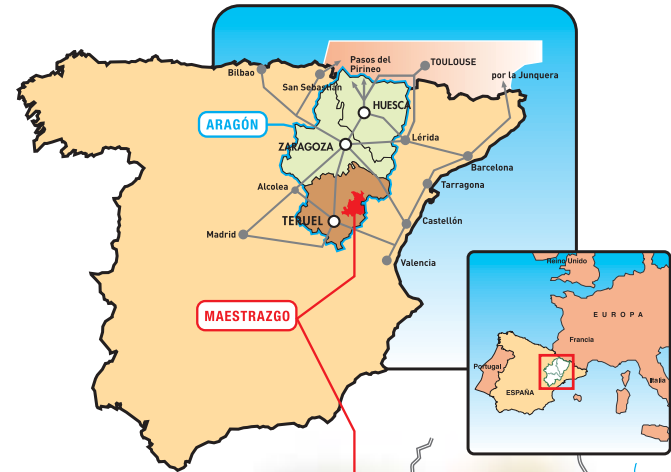 Pasos del
Pirineo
TOULOUSE
Bilbao
San Sebastián
por la Junquera
HUESCA
ARAGÓN
Lérida
ZARAGOZA
Barcelona
Alcolea
Tarragona
TERUEL
Castellón
Madrid
Valencia
MAESTRAZGO
Reino Unido
EUROPA
Francia
Portugal
Italia
ESPAÑA